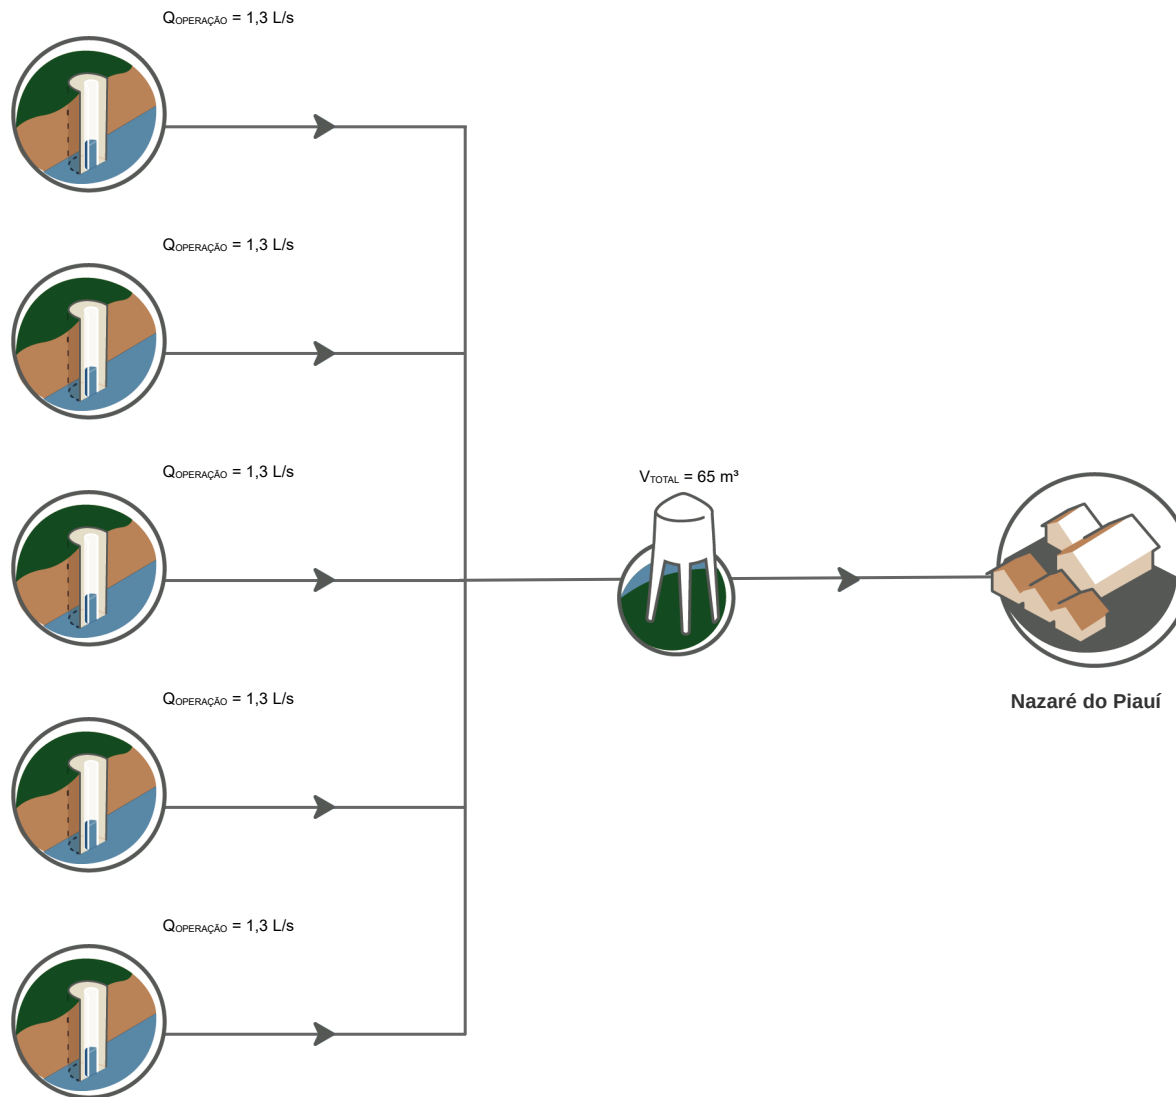 QOPERAÇÃO = 1,3 L/s
QOPERAÇÃO = 1,3 L/s
QOPERAÇÃO = 1,3 L/s
VTOTAL = 65 m³
QOPERAÇÃO = 1,3 L/s
Nazaré do Piauí
QOPERAÇÃO = 1,3 L/s